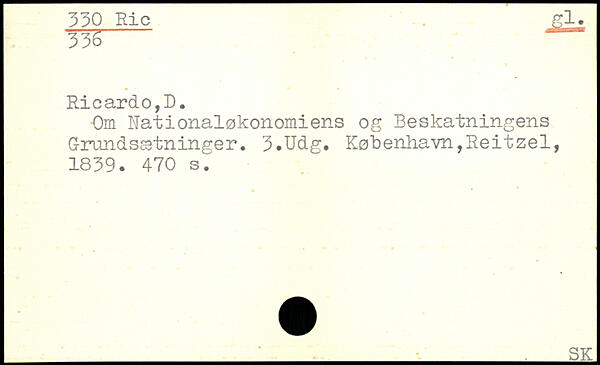 330 Ric gl.
336
Ricardo,D.
Om Nationaløkonomiens og Beskatningens
Grundsætninger. 3.Udg. København,Reitzel,
1839. 470 s.
SK